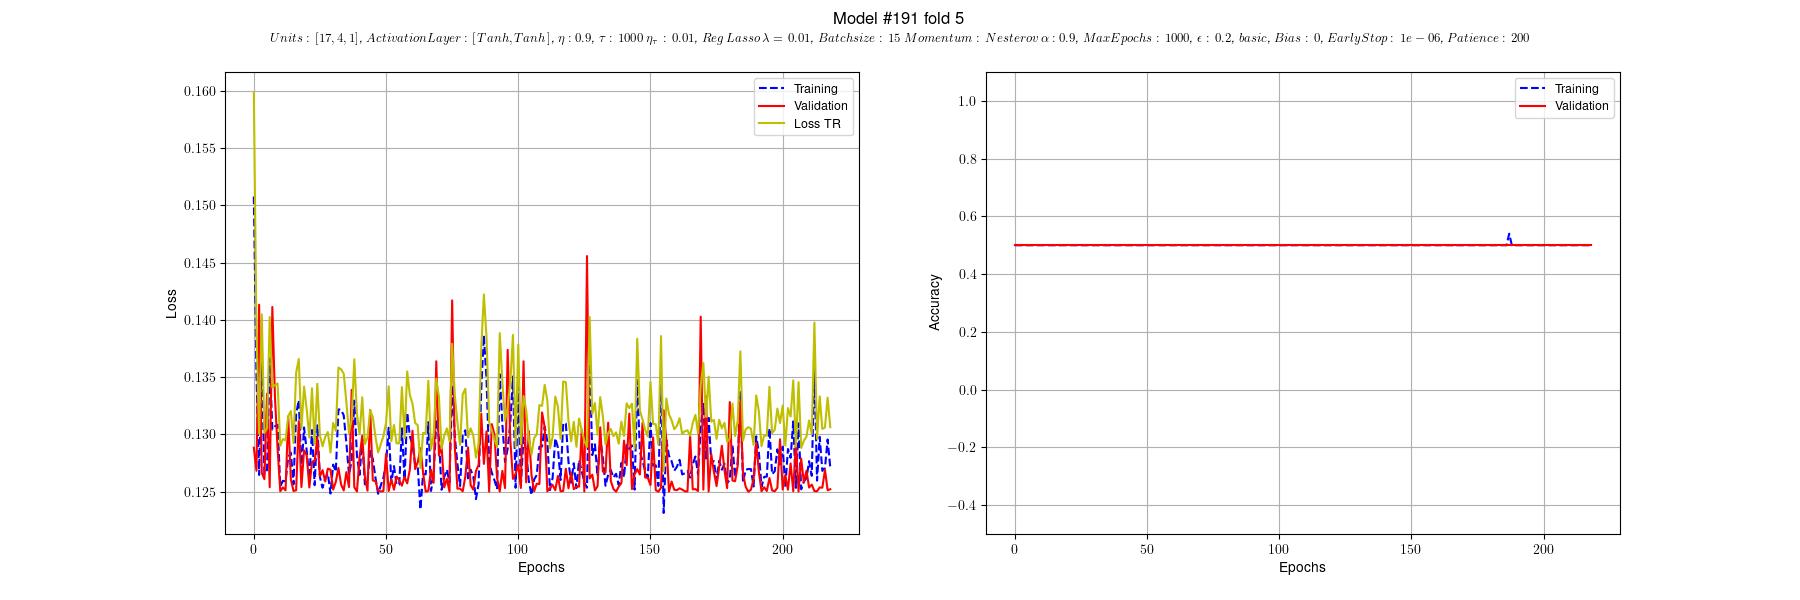 Model #191 fold 5
Units : [17, 4, 1], ActivationLayer : [Tanh, Tanh], η : 0.9, τ : 1000 ητ : 0.01, Reg Lasso λ = 0.01, Batchsize : 15 Momentum : Nesterov α : 0.9, MaxEpochs : 1000, ϵ : 0.2, basic, Bias : 0, EarlyStop : 1e − 06, Patience : 200
0.160
0.155
0.150
0.145
0.140
0.135
0.130
0.125
Loss
0
50
100
150
200
Epochs
Training
Validation
Loss TR
1.0
0.8
0.6
0.4
0.2
0.0
−0.2
−0.4
Accuracy
0
50
100
150
200
Epochs
Training
Validation